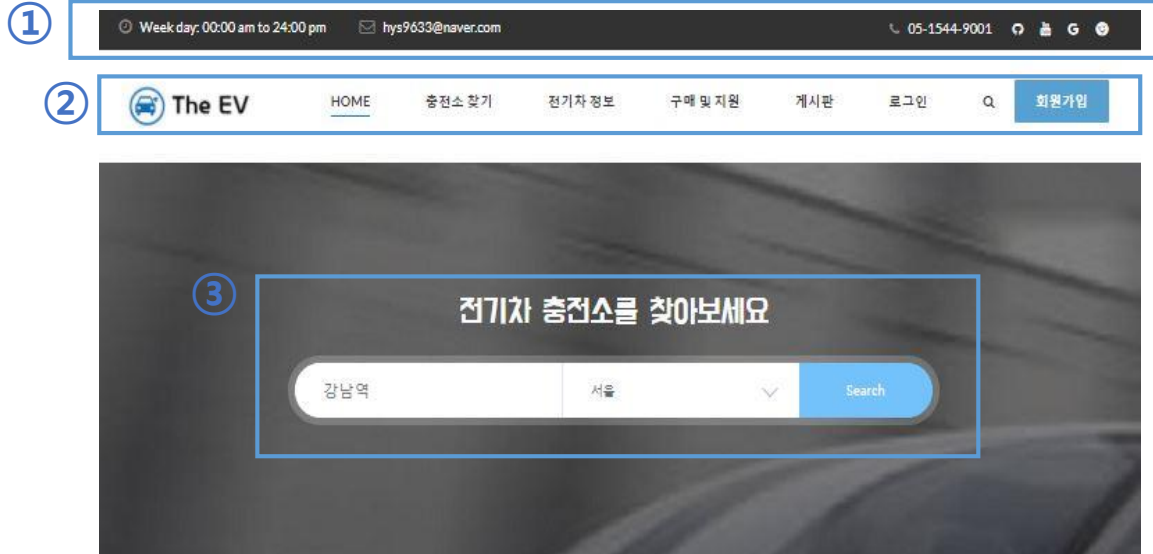 ① Week day: 00:00 am to 24:00 pm hys9633@naver.com 05-1544-9001
② The EV HOME 충전소 찾기 전기차 정보 구매 및 지원 게시판 로그인 회원가입
③
전기차 충전소를 찾아보세요
강남역 서울 Search